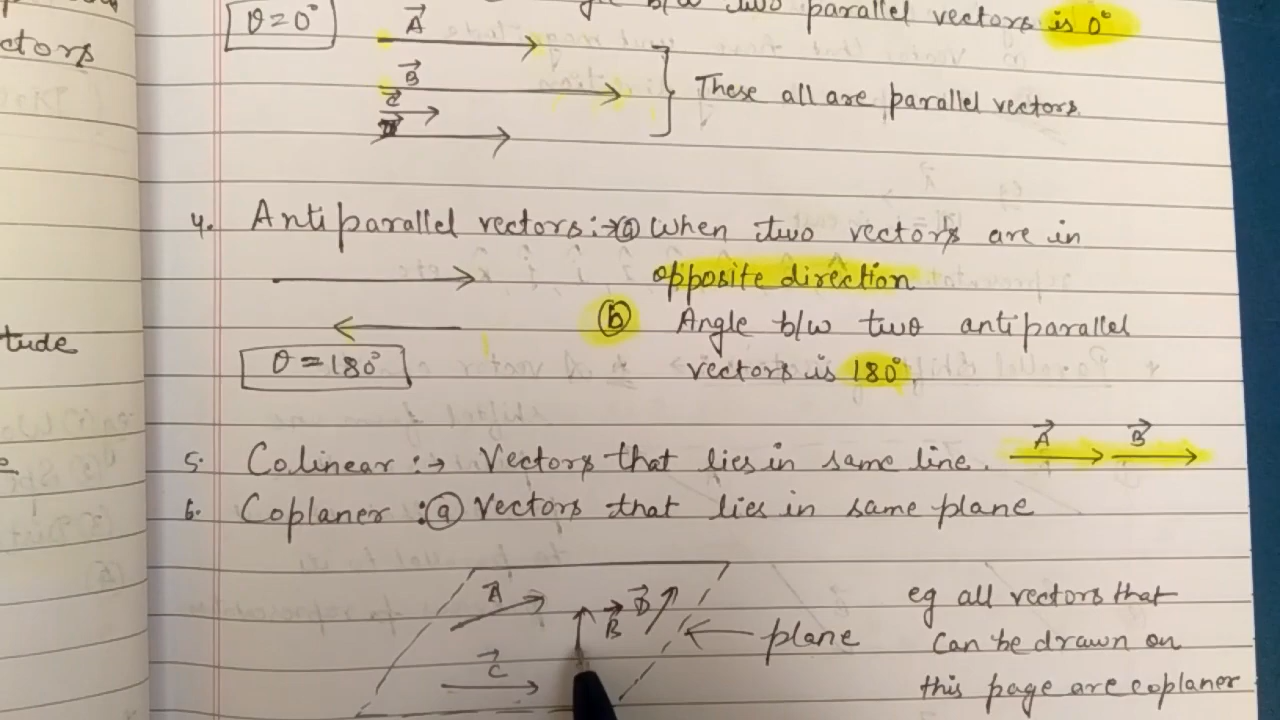 ctors
θ=0° b/w two parallel vectors is 0°
A
B
C
These all are parallel vectors.
4. Antiparallel vectors:→ⓐ When two vectors are in
opposite direction
ⓑ Angle b/w two antiparallel
θ=180° vectors is 180°.
tude
5. Colinear :→ Vectors that lies in same line. A B
6. Coplaner :ⓐ Vectors that lies in same plane
A B D C
plane
eg all vectors that
can be drawn on
this page are coplaner